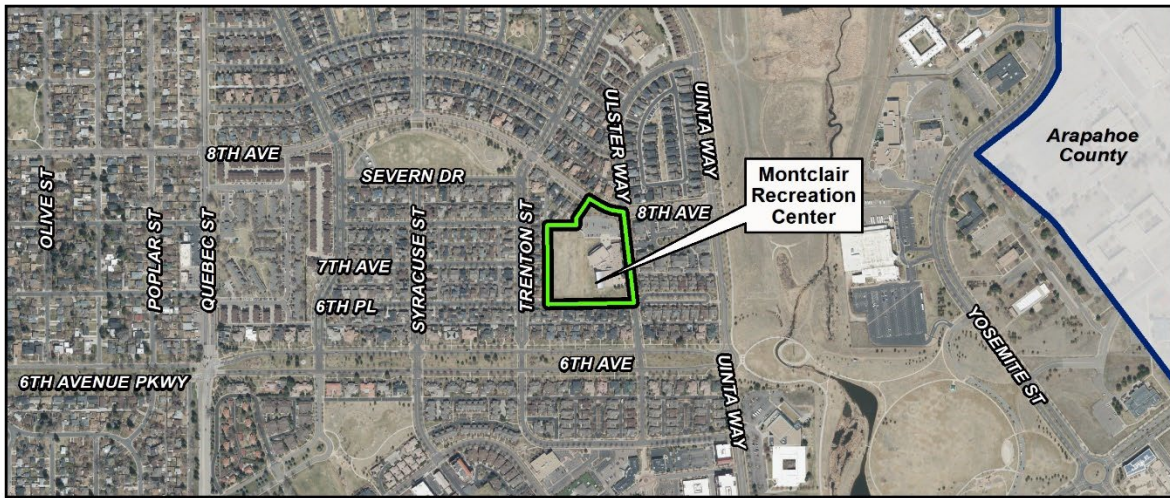 ULSTER WAY
UINTA WAY
Arapahoe
County
8TH AVE
SEVERN DR
Montclair
Recreation
Center
OLIVE ST
POPLAR ST
QUEBEC ST
SYRACUSE ST
TRENTON ST
8TH AVE
7TH AVE
6TH PL
YOSEMITE ST
6TH AVE
6TH AVENUE PKWY
UINTA WAY